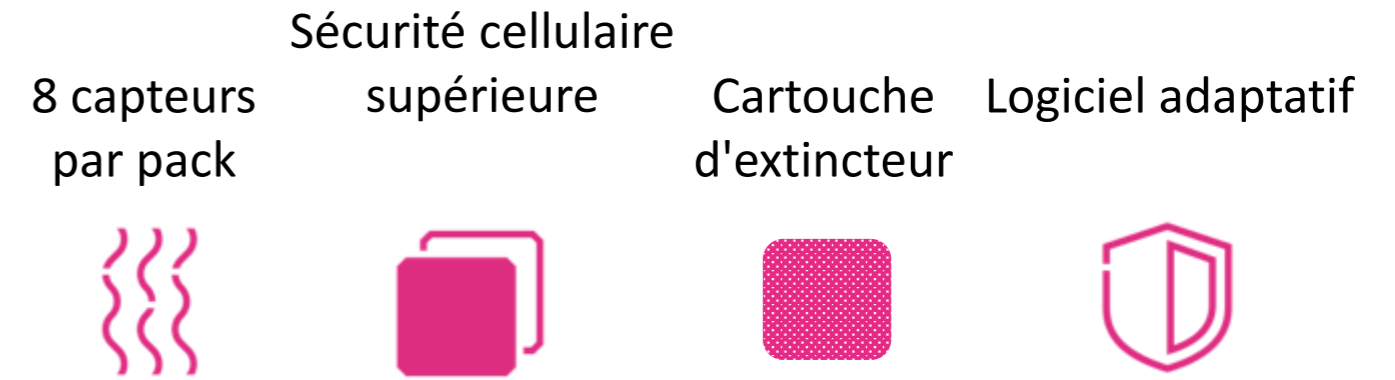 8 capteurs
par pack
Sécurité cellulaire
supérieure
Cartouche
d'extincteur
Logiciel adaptatif